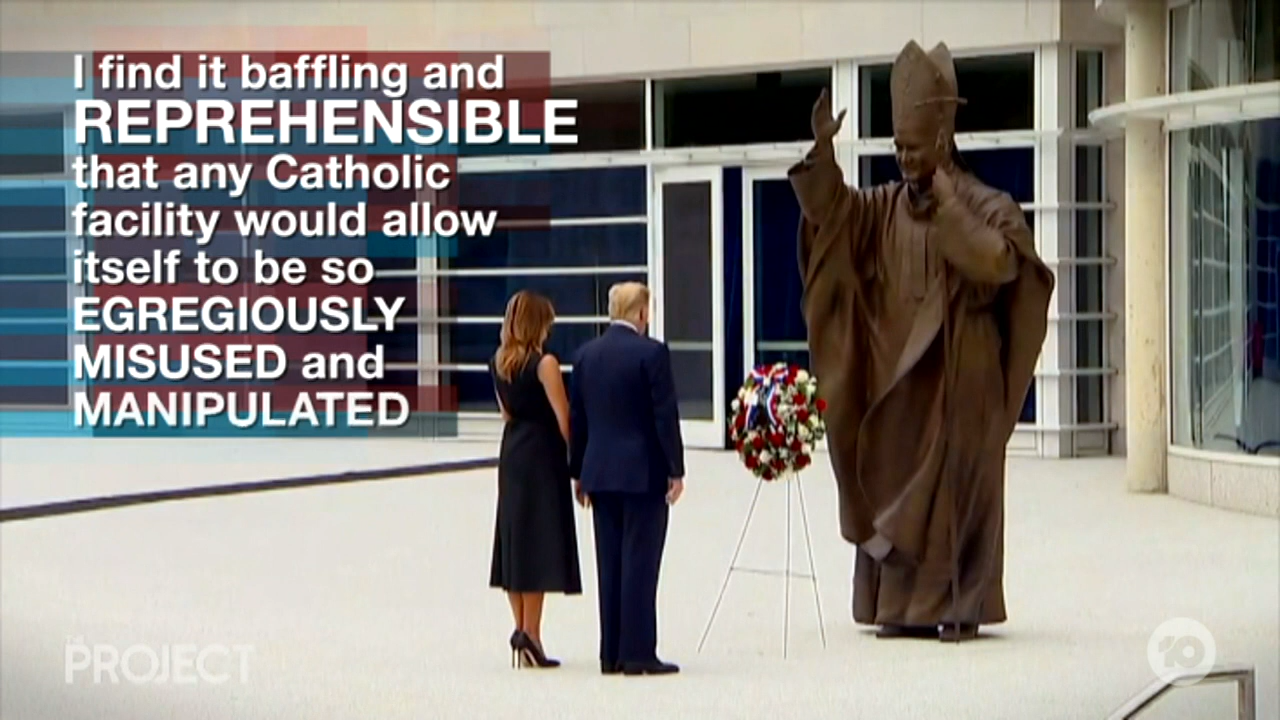 I find it baffling and
REPREHENSIBLE
that any Catholic
facility would allow
itself to be so
EGREGIOUSLY
MISUSED and
MANIPULATED
THE
PROJECT
10